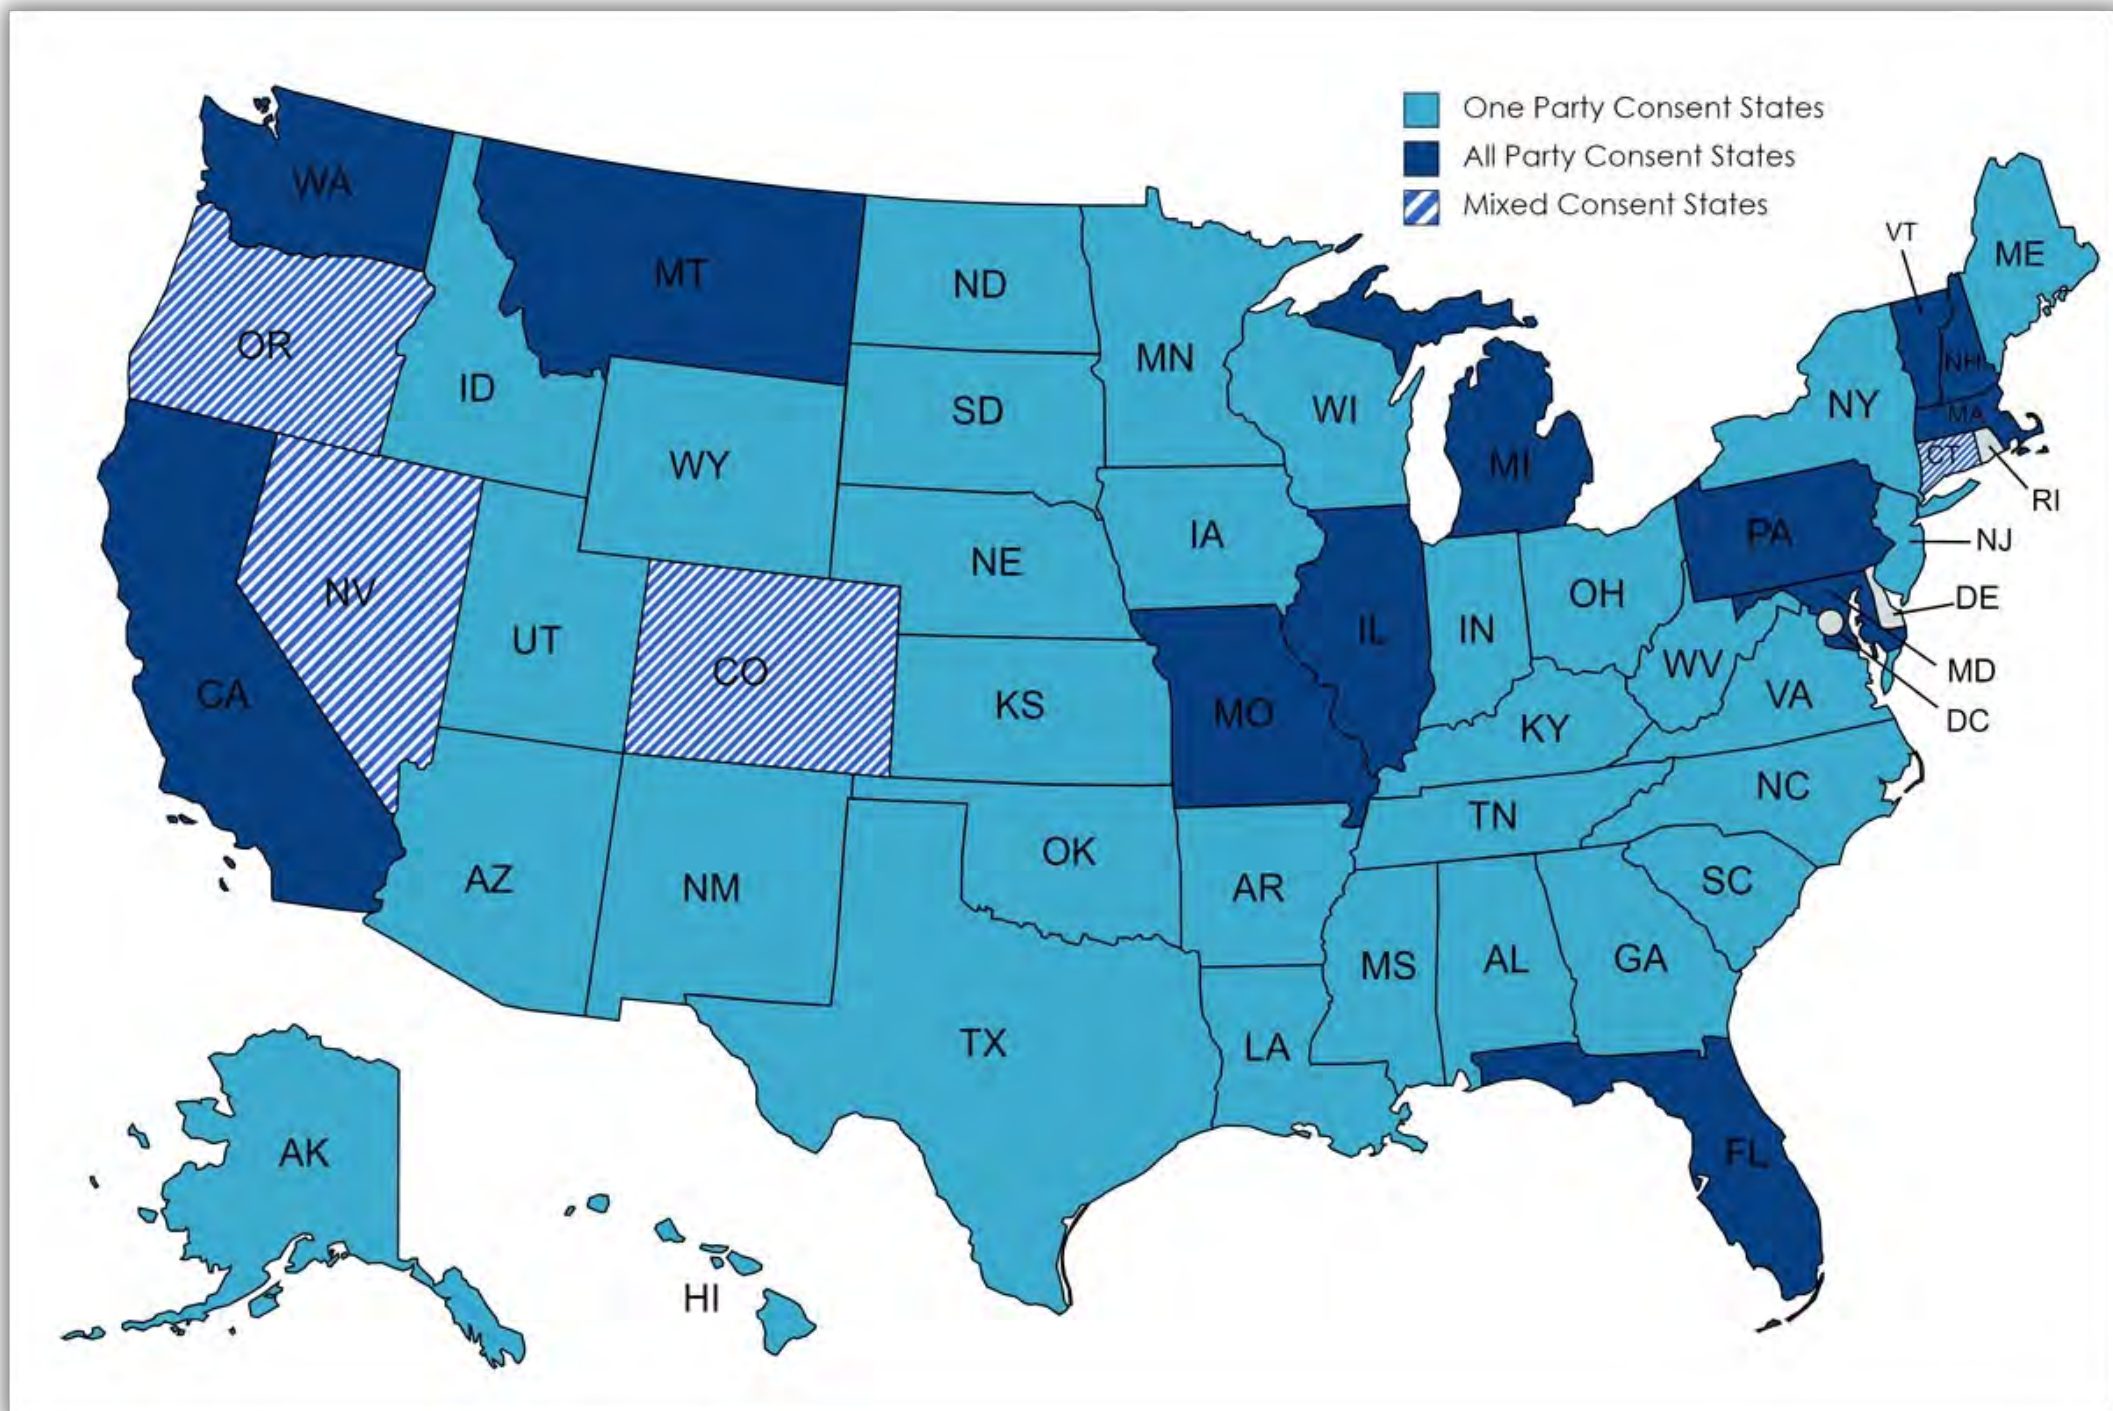 One Party Consent States
All Party Consent States
Mixed Consent States
WA
MT
ND
MN
VT
ME
OR
ID
SD
WI
MI
NY
NH
MA
CT
RI
WY
IA
PA
NJ
NV
NE
IL
IN
OH
DE
UT
CO
KS
MO
KY
WV
VA
MD
DC
CA
TN
NC
AZ
NM
OK
AR
SC
TX
LA
MS
AL
GA
AK
HI
FL